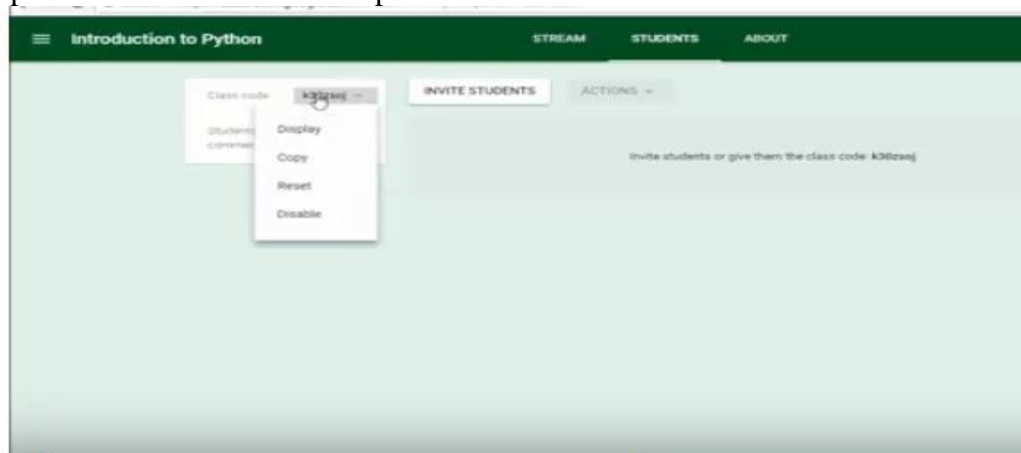 Introduction to Python
STREAM STUDENTS ABOUT
Class code
INVITE STUDENTS ACTIONS
Students
Display
Invite students or give them the class code:
Copy
Reset
Disable